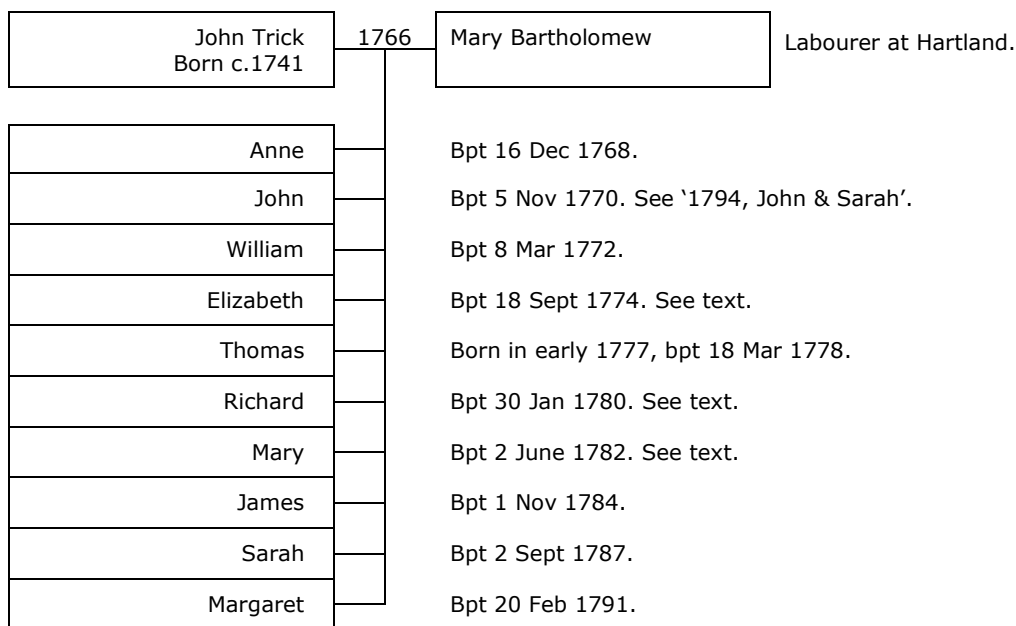 John Trick 1766 Mary Bartholomew Labourer at Hartland.
Born c.1741
Anne Bpt 16 Dec 1768.
John Bpt 5 Nov 1770. See ‘1794, John & Sarah’.
William Bpt 8 Mar 1772.
Elizabeth Bpt 18 Sept 1774. See text.
Thomas Born in early 1777, bpt 18 Mar 1778.
Richard Bpt 30 Jan 1780. See text.
Mary Bpt 2 June 1782. See text.
James Bpt 1 Nov 1784.
Sarah Bpt 2 Sept 1787.
Margaret Bpt 20 Feb 1791.